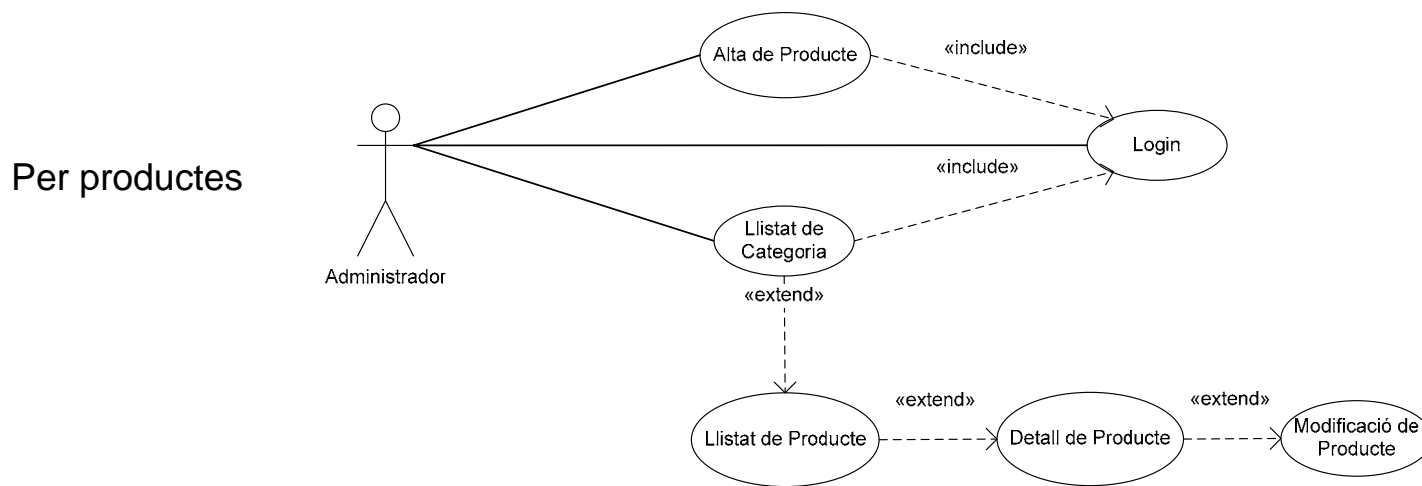 Per productes
Administrador
Alta de Producte
«include»
Login
«include»
Llistat de
Categoria
«extend»
Llistat de Producte
«extend»
Detall de Producte
«extend»
Modificació de
Producte